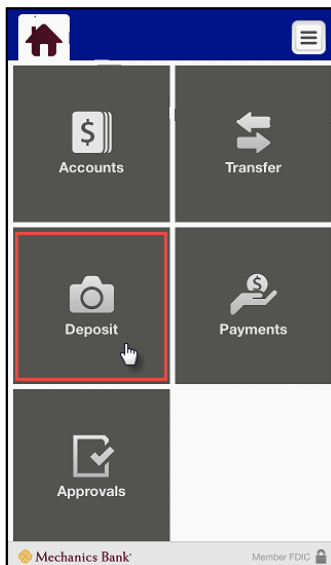 Accounts
Transfer
Deposit
Payments
Approvals
Mechanics Bank®
Member FDIC